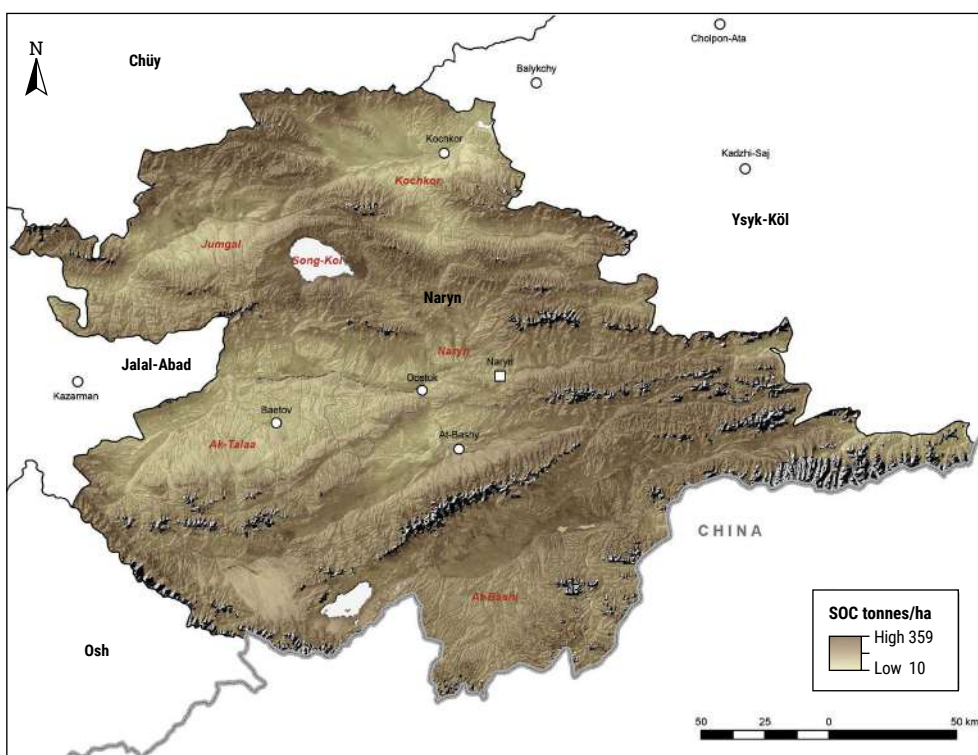 N
Chüy
Cholpon-Ata
Balykchy
Kochkor
Kadzhi-Saj
Kochkor
Ysyk-Köl
Jumgal
Song-Kol
Naryn
Naryn
Naryn
Jalal-Abad
Kazarman
Baetov
Ak-Talaa
At-Bashy
CHINA
At-Bashi
SOC tonnes/ha
High 359
Low 10
Osh
50 25 0 50 km